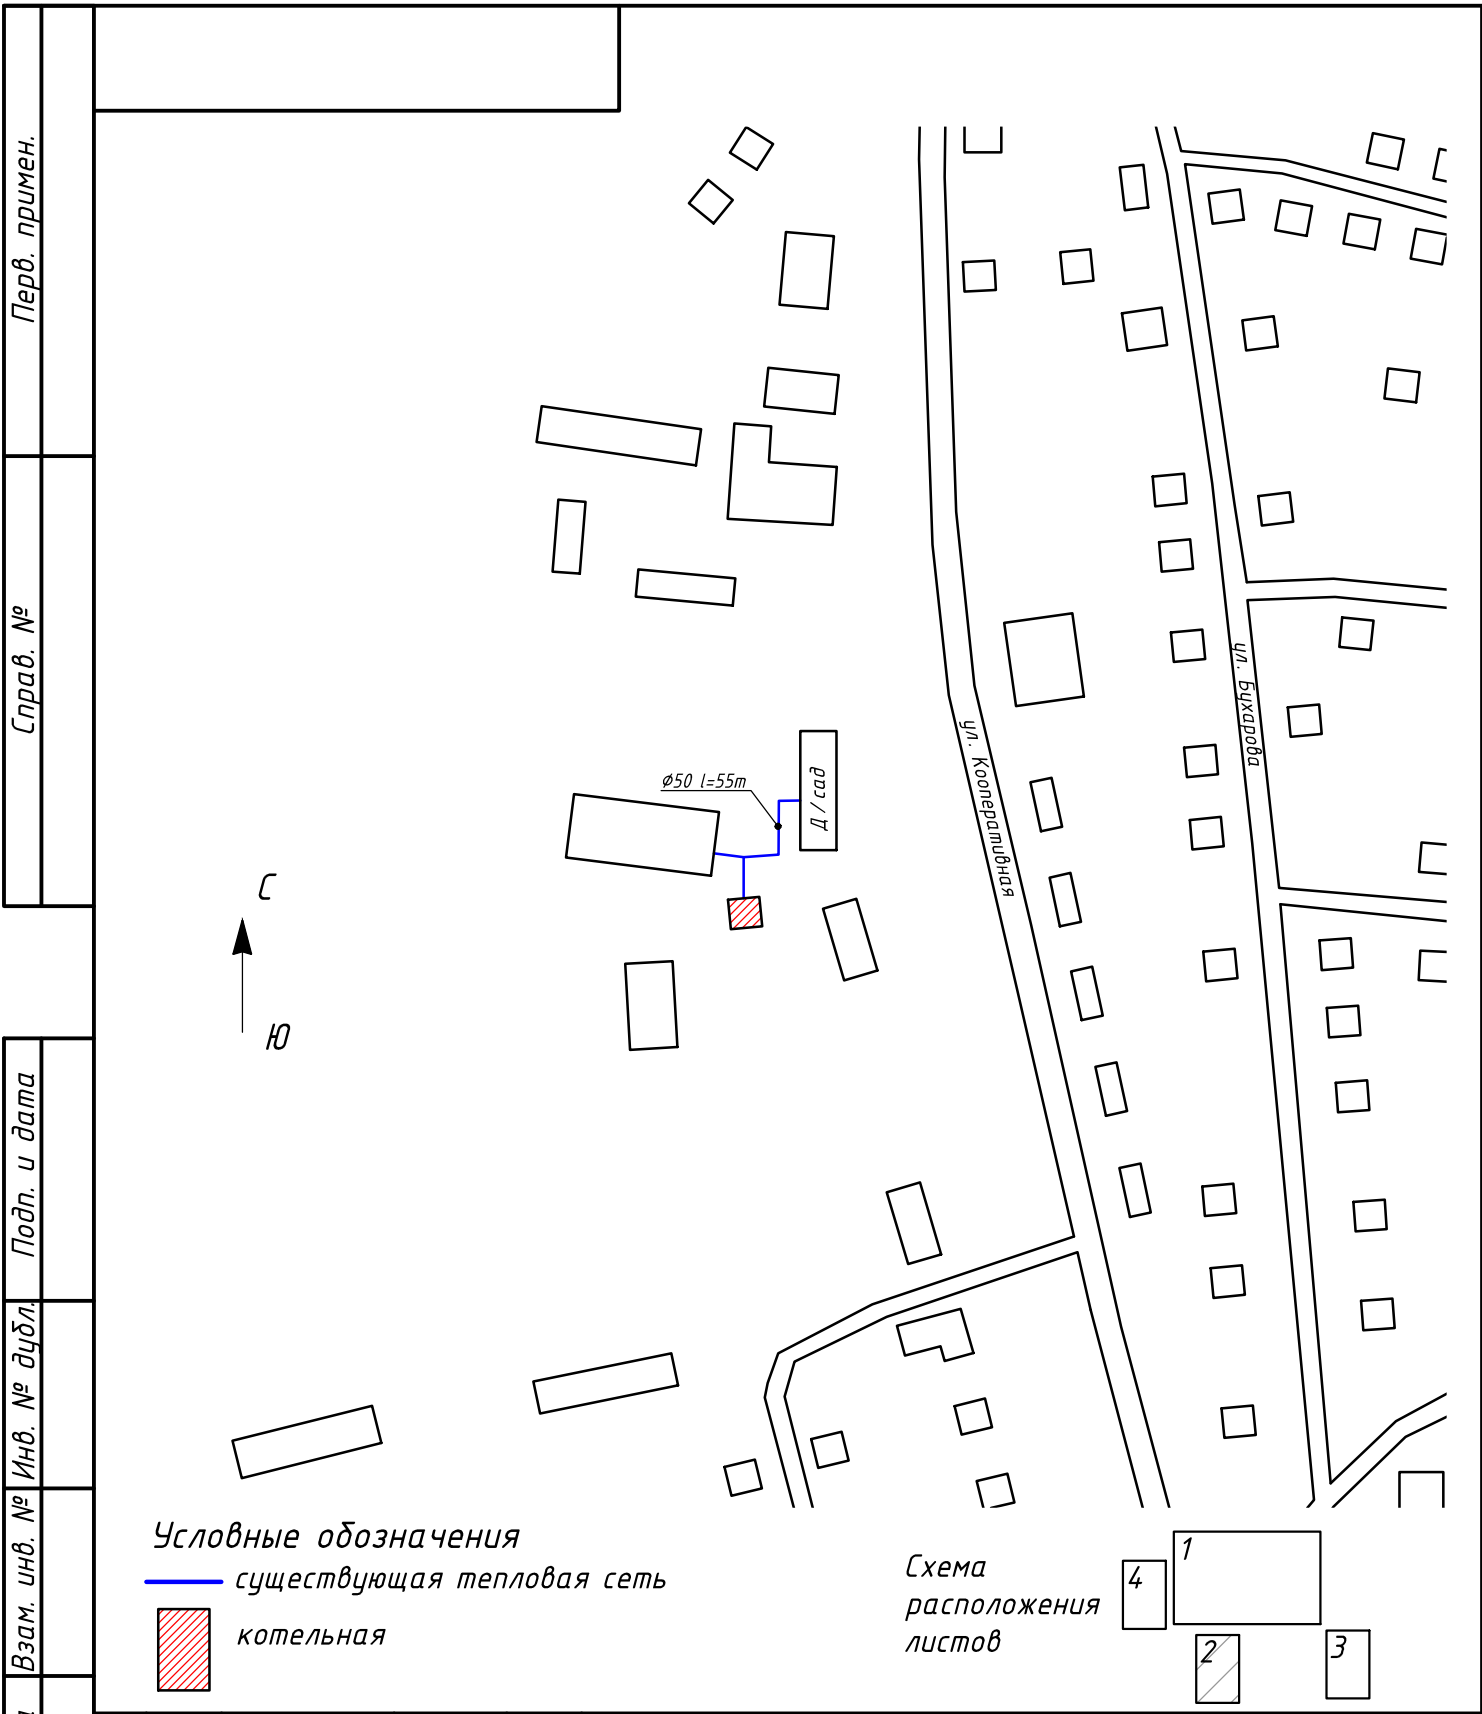 Перв. примен.
Справ. №
Подп. и дата
Инв. № дубл.
Взам. инв. №
ул. Кооперативная
ул. Бухарова
Ø50 l=55m
Д/сад
С
Ю
Условные обозначения
существующая тепловая сеть
котельная
Схема
расположения
листов
1
4
2
3